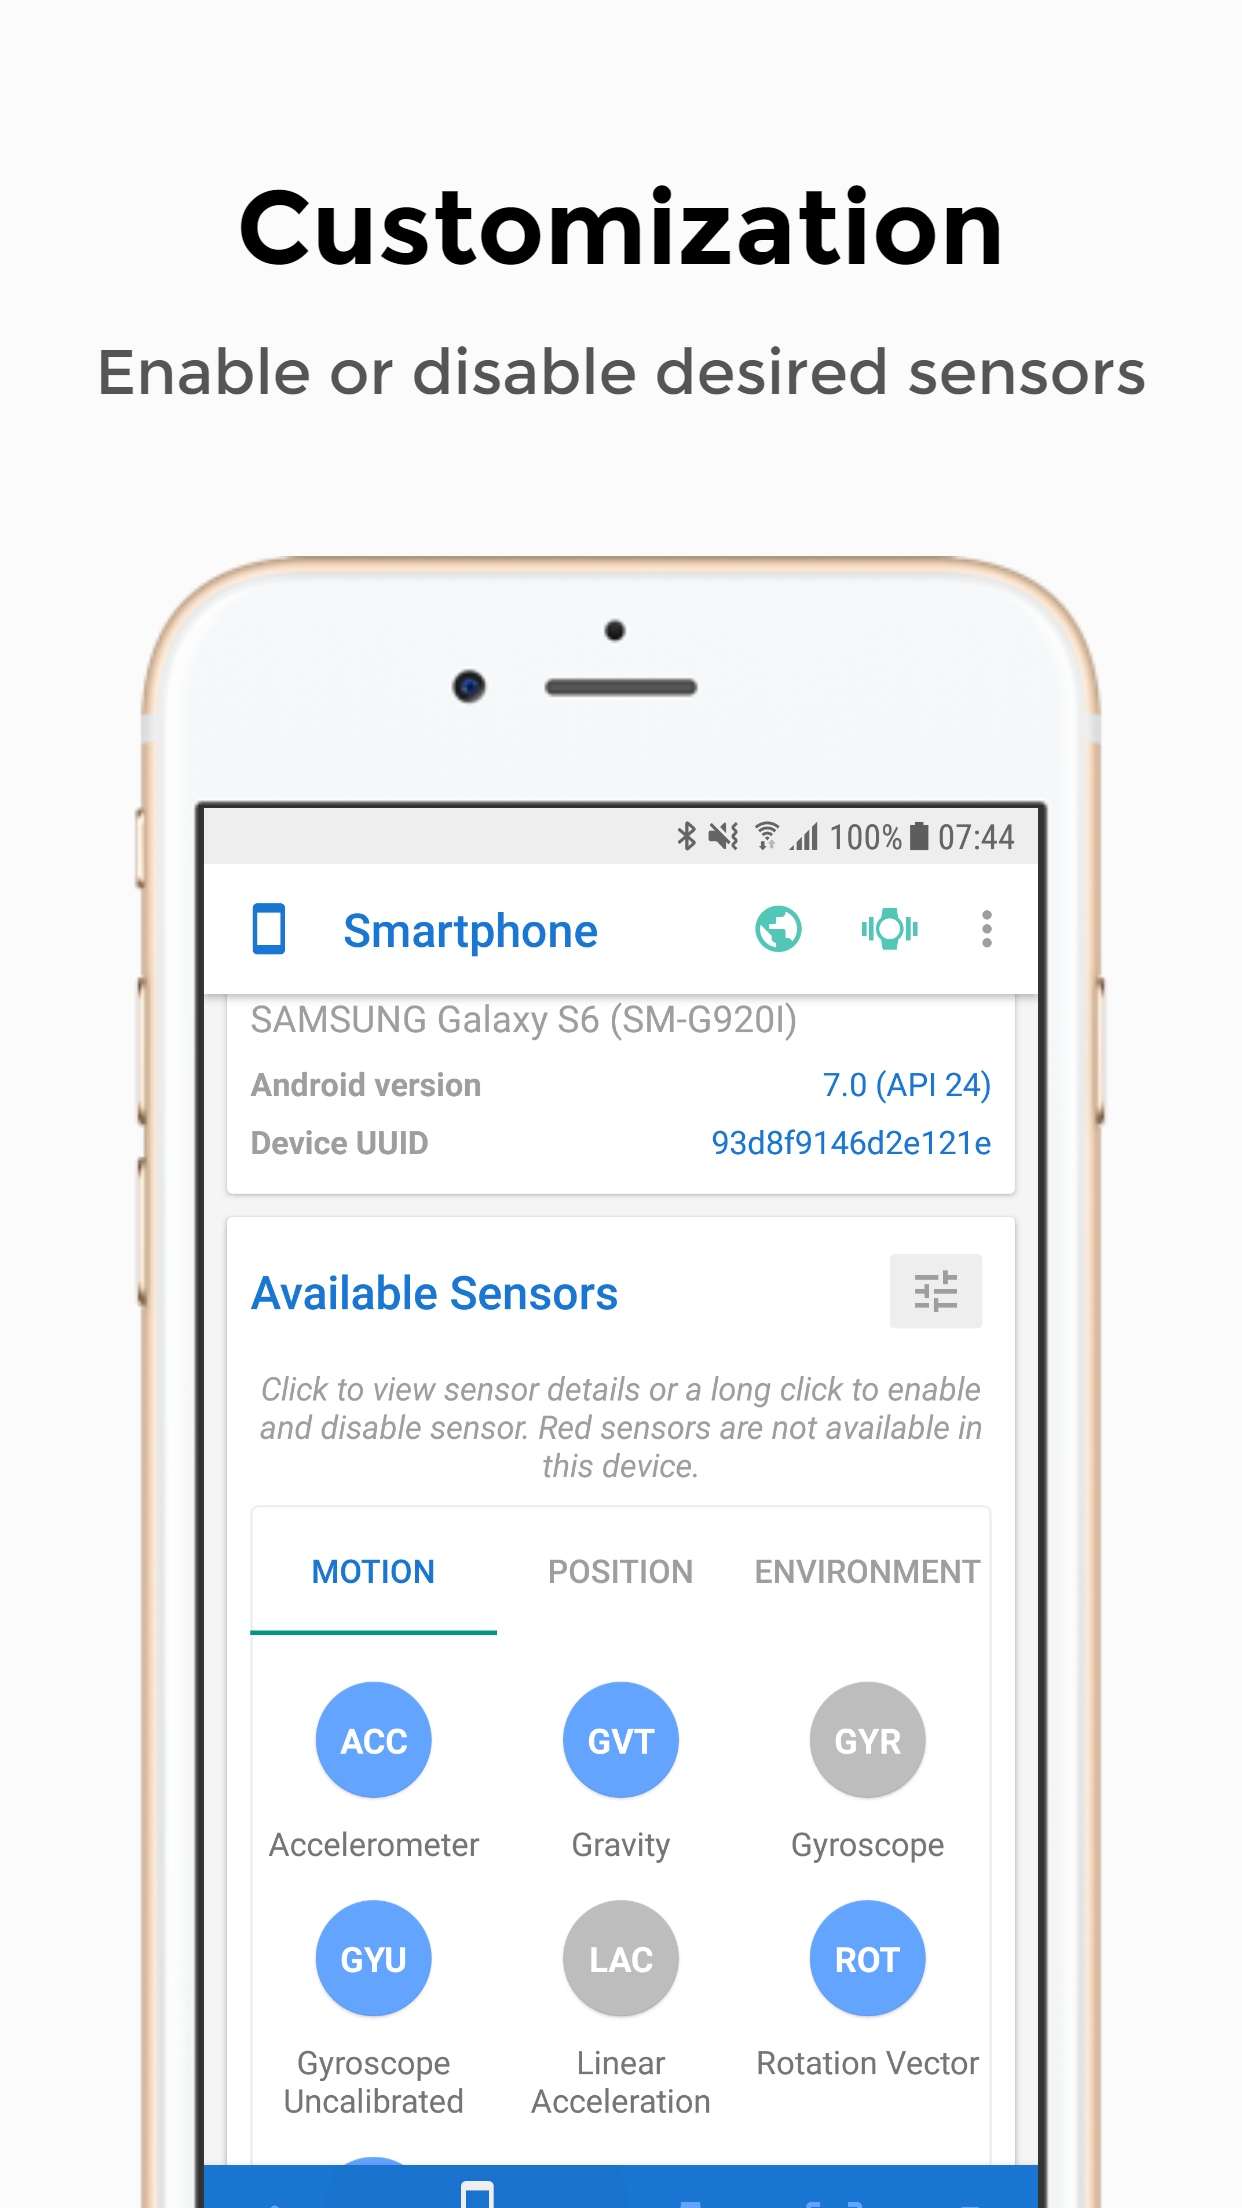 Customization
Enable or disable desired sensors
100% 07:44
Smartphone
SAMSUNG Galaxy S6 (SM-G920I)
Android version 7.0 (API 24)
Device UUID 93d8f9146d2e121e
Available Sensors
Click to view sensor details or a long click to enable
and disable sensor. Red sensors are not available in
this device.
MOTION POSITION ENVIRONMENT
ACC GVT GYR
Accelerometer Gravity Gyroscope
GYU LAC ROT
Gyroscope Linear Rotation Vector
Uncalibrated Acceleration